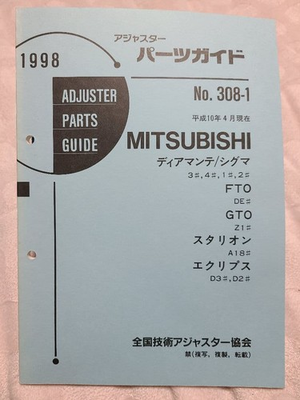 アジャスター
パーツガイド
1998
ADJUSTER
PARTS
GUIDE
No. 308-1
平成10年4月現在
MITSUBISHI
ディアマンテ/シグマ
3#,4#,1#,2#
FTO
DE#
GTO
Z1#
スタリオン
A18#
エクリプス
D3#,D2#
全国技術アジャスター協会
禁(複写,複製,転載)